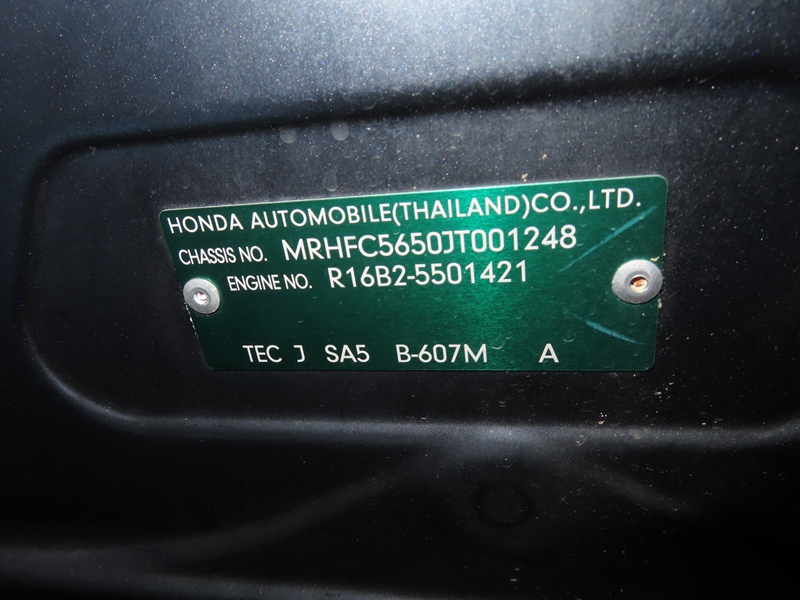 HONDA AUTOMOBILE(THAILAND)CO.,LTD.
CHASSIS NO. MRHFC5650JT001248
ENGINE NO. R16B2-5501421
TEC J SA5 B-607M A